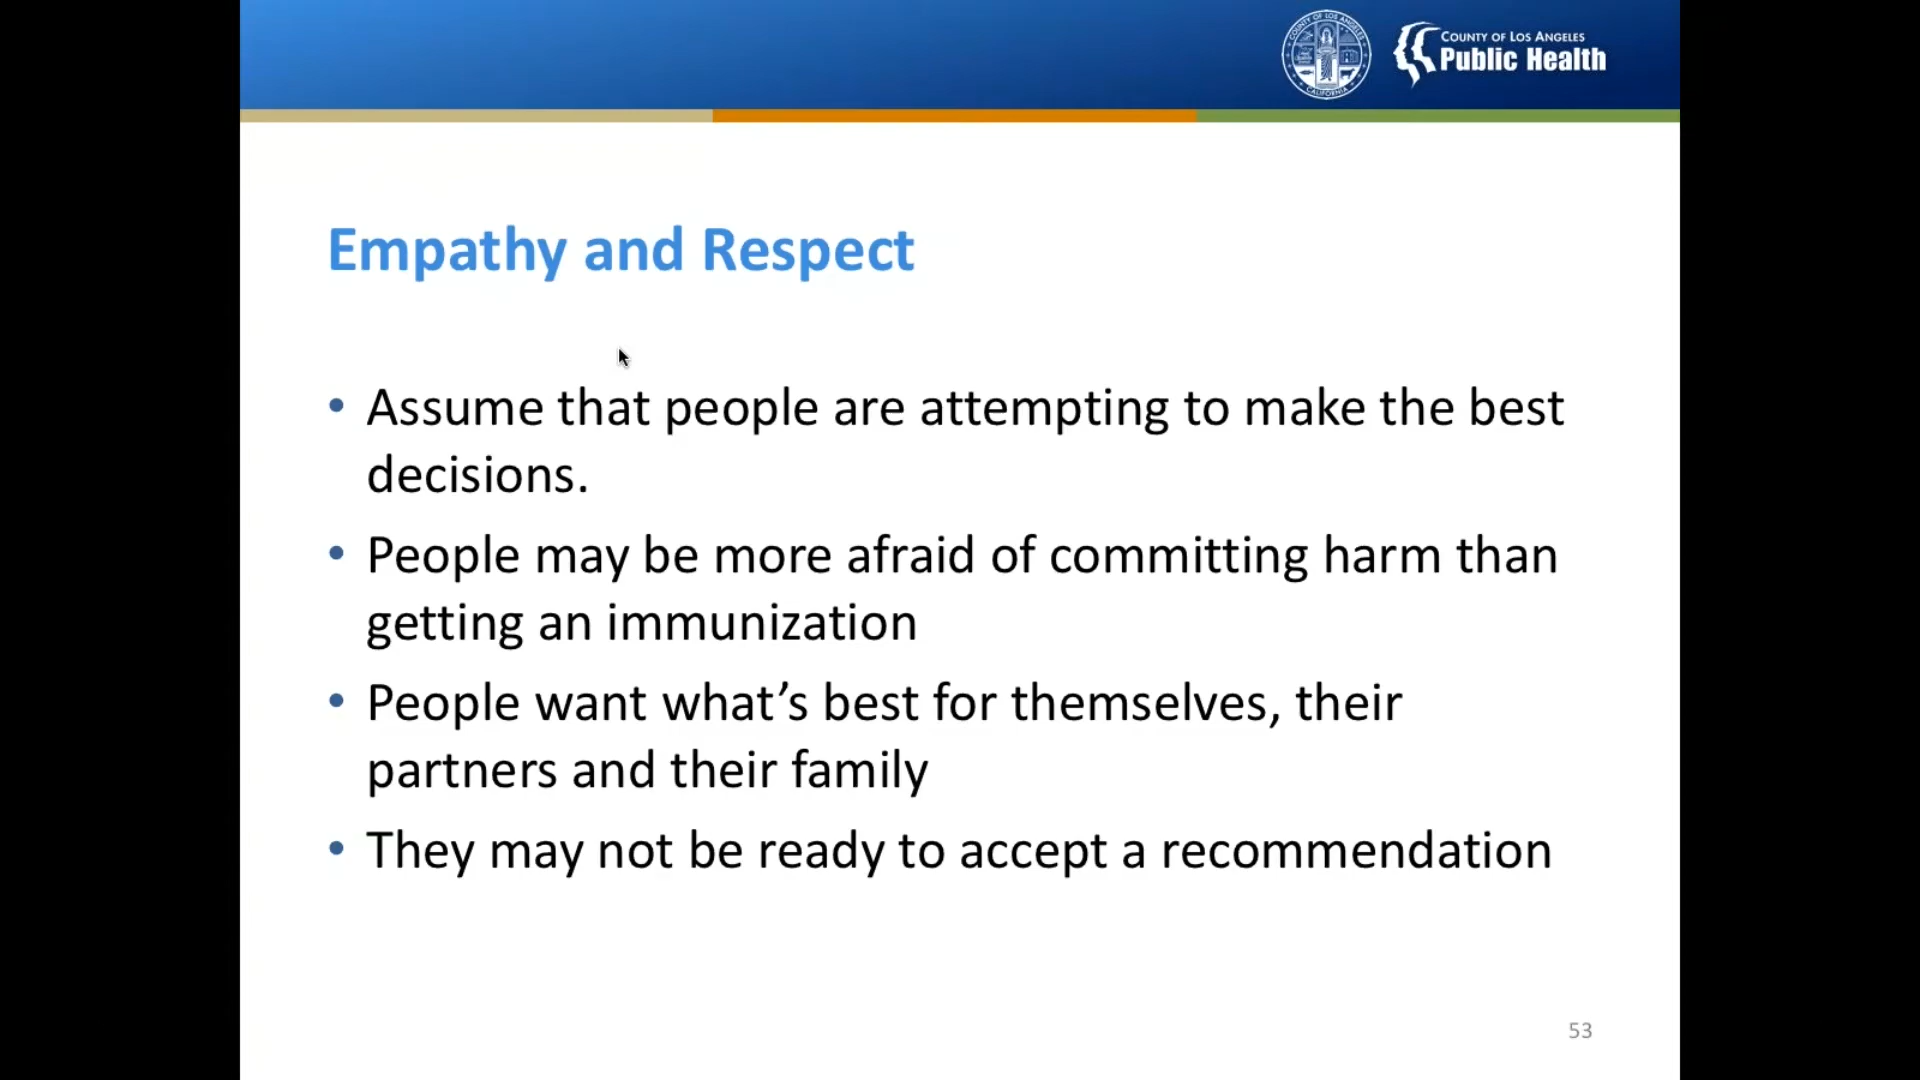 COUNTY OF LOS ANGELES
Public Health
Empathy and Respect
• Assume that people are attempting to make the best
decisions.
• People may be more afraid of committing harm than
getting an immunization
• People want what’s best for themselves, their
partners and their family
• They may not be ready to accept a recommendation
53